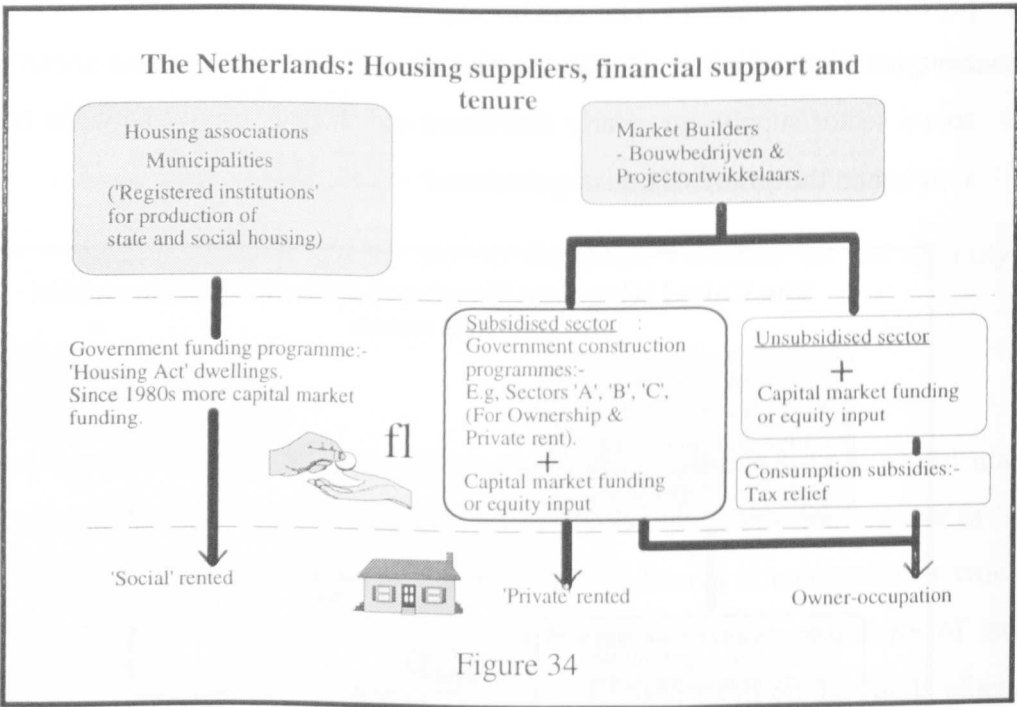 The Netherlands: Housing suppliers, financial support and
tenure
Housing associations
Municipalities
('Registered institutions'
for production of
state and social housing)
Market Builders
- Bouwbedrijven &
Projectontwikkelaars.
Government funding programme:-
'Housing Act' dwellings.
Since 1980s more capital market
funding.
fl
Subsidised sector :
Government construction
programmes:-
E.g, Sectors 'A', 'B', 'C',
(For Ownership &
Private rent).
+
Capital market funding
or equity input
Unsubsidised sector
+
Capital market funding
or equity input
Consumption subsidies:-
Tax relief
'Social' rented
'Private' rented
Owner-occupation
Figure 34